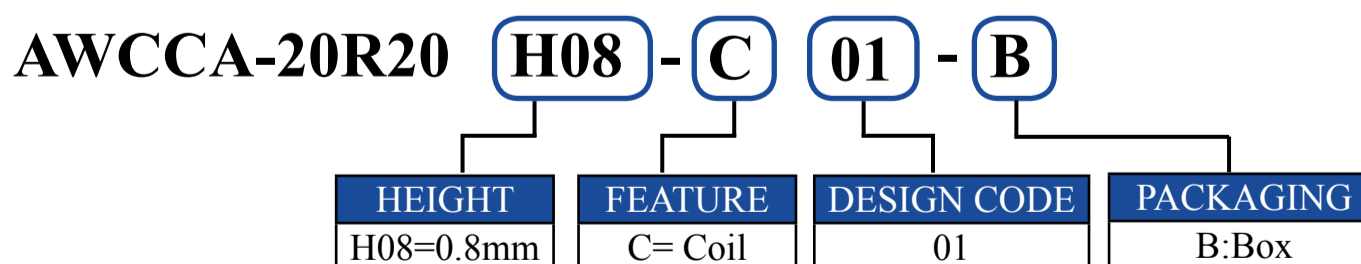 AWCCA-20R20 H08 - C 01 - B
HEIGHT FEATURE DESIGN CODE PACKAGING
H08=0.8mm C= Coil 01 B:Box